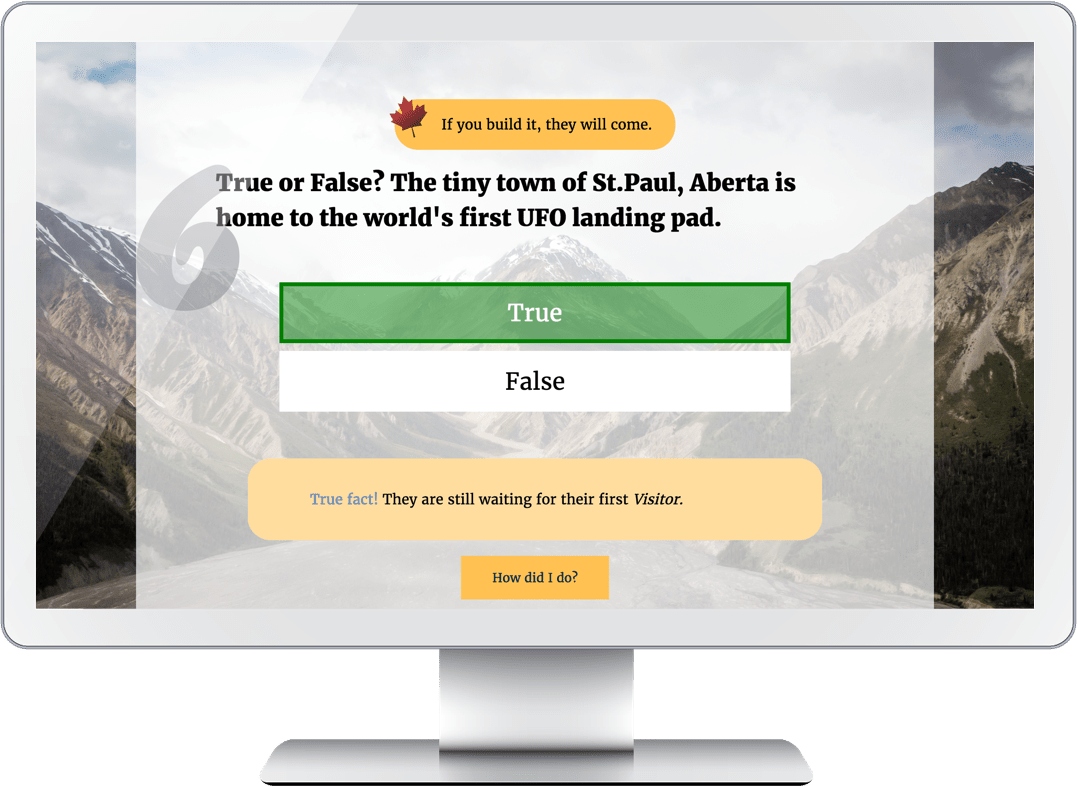 If you build it, they will come.
6
True or False? The tiny town of St.Paul, Aberta is
home to the world's first UFO landing pad.
True
False
True fact! They are still waiting for their first Visitor.
How did I do?